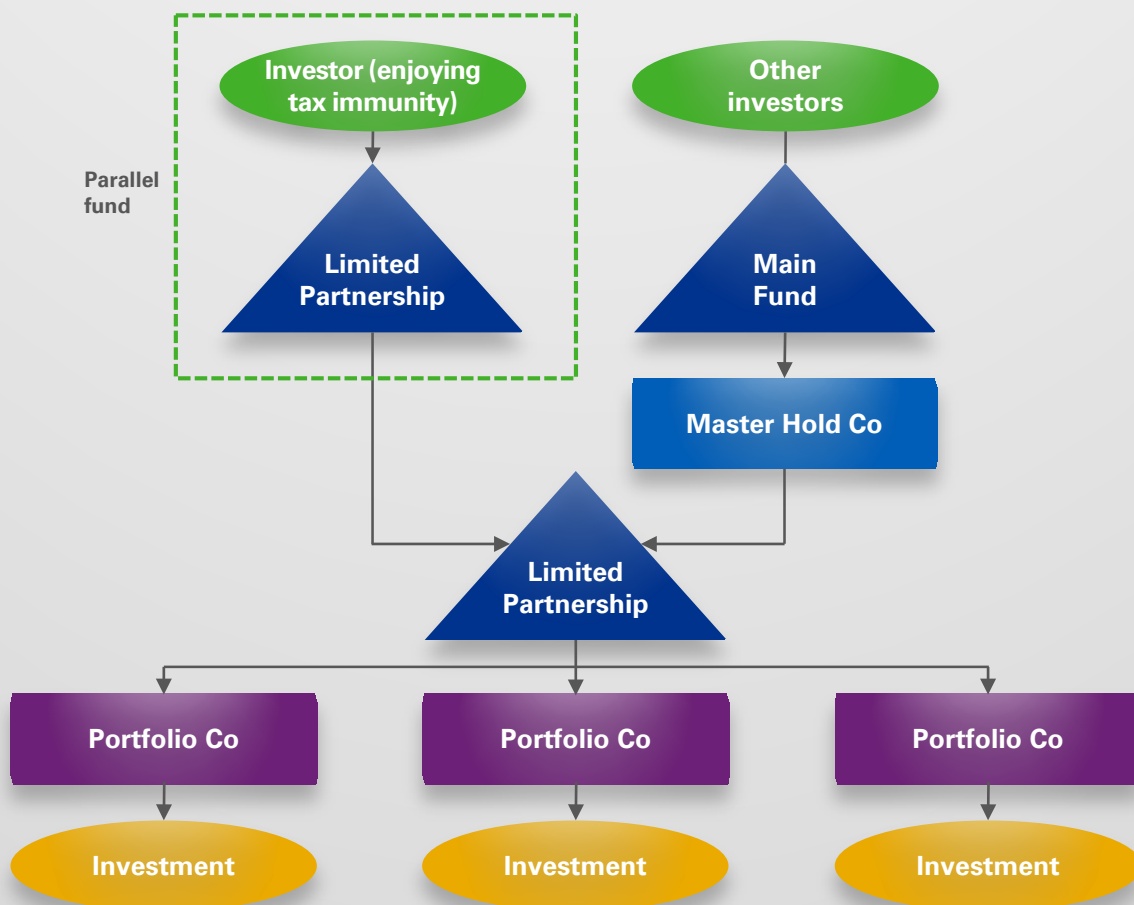 Investor (enjoying
tax immunity)
Other
investors
Parallel
fund
Limited
Partnership
Main
Fund
Master Hold Co
Limited
Partnership
Portfolio Co
Portfolio Co
Portfolio Co
Investment
Investment
Investment